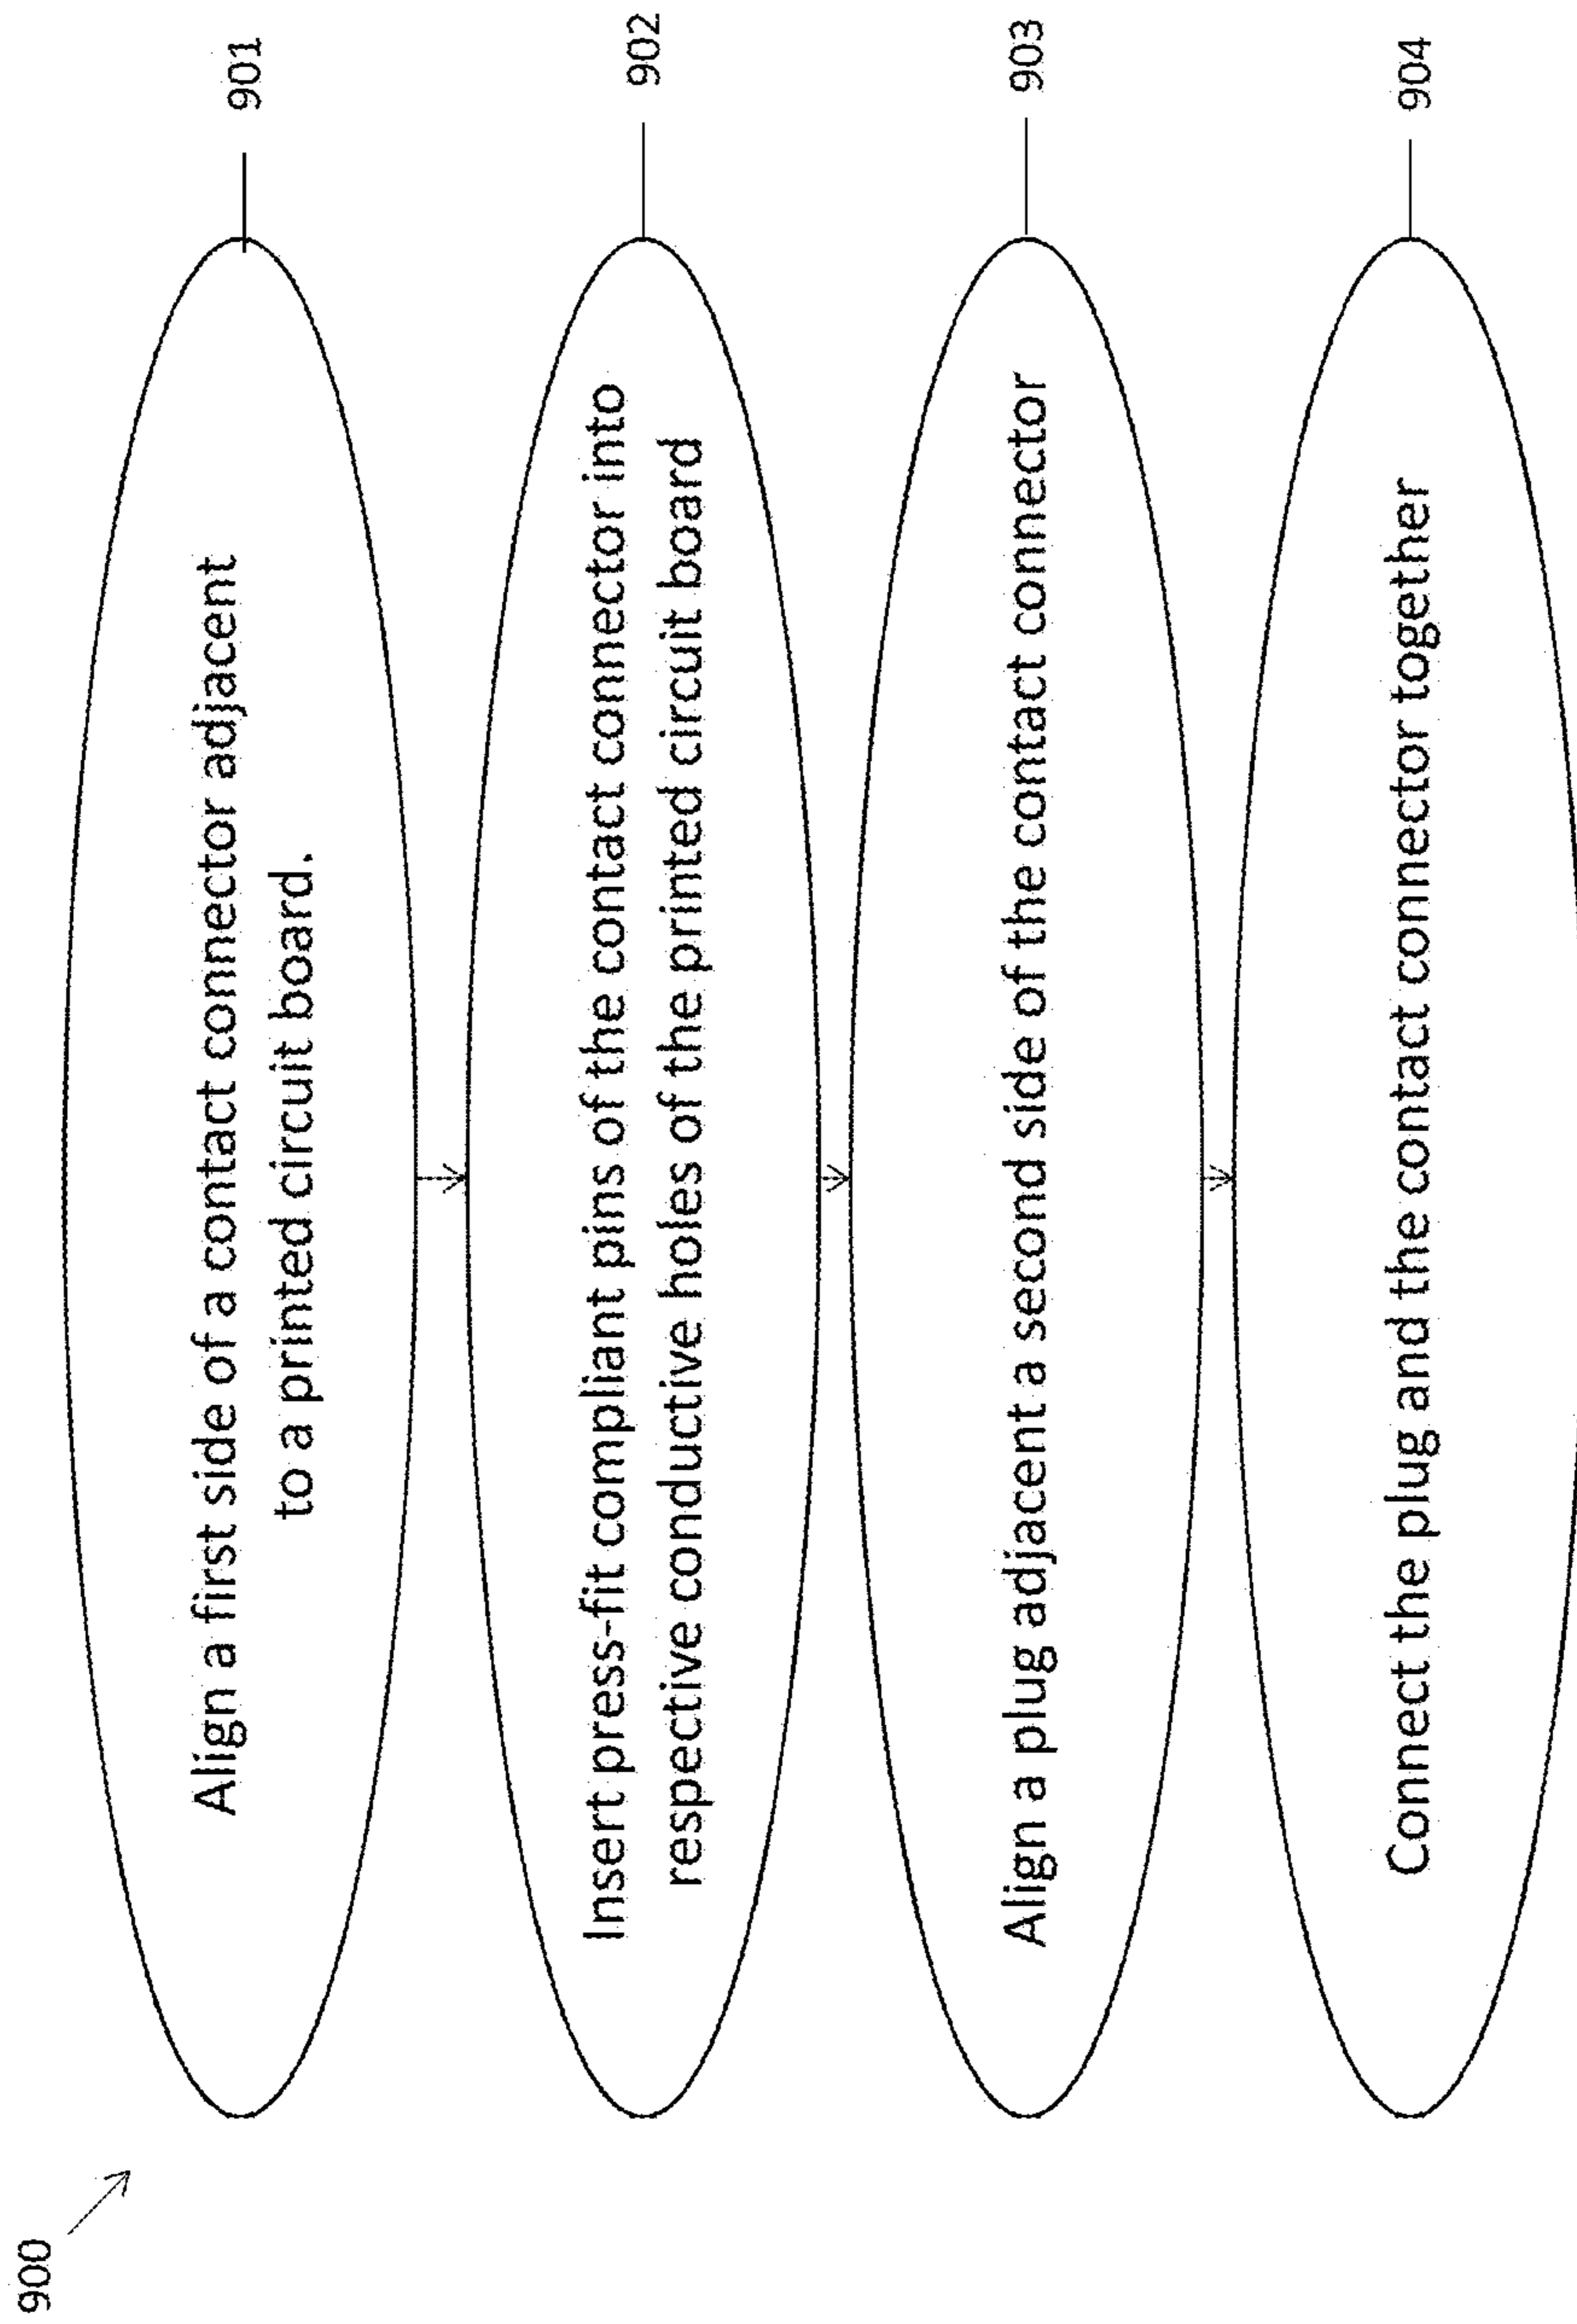 900
Align a first side of a contact connector adjacent
to a printed circuit board.
901
Insert press-fit compliant pins of the contact connector into
respective conductive holes of the printed circuit board
902
Align a plug adjacent a second side of the contact connector
903
Connect the plug and the contact connector together
904